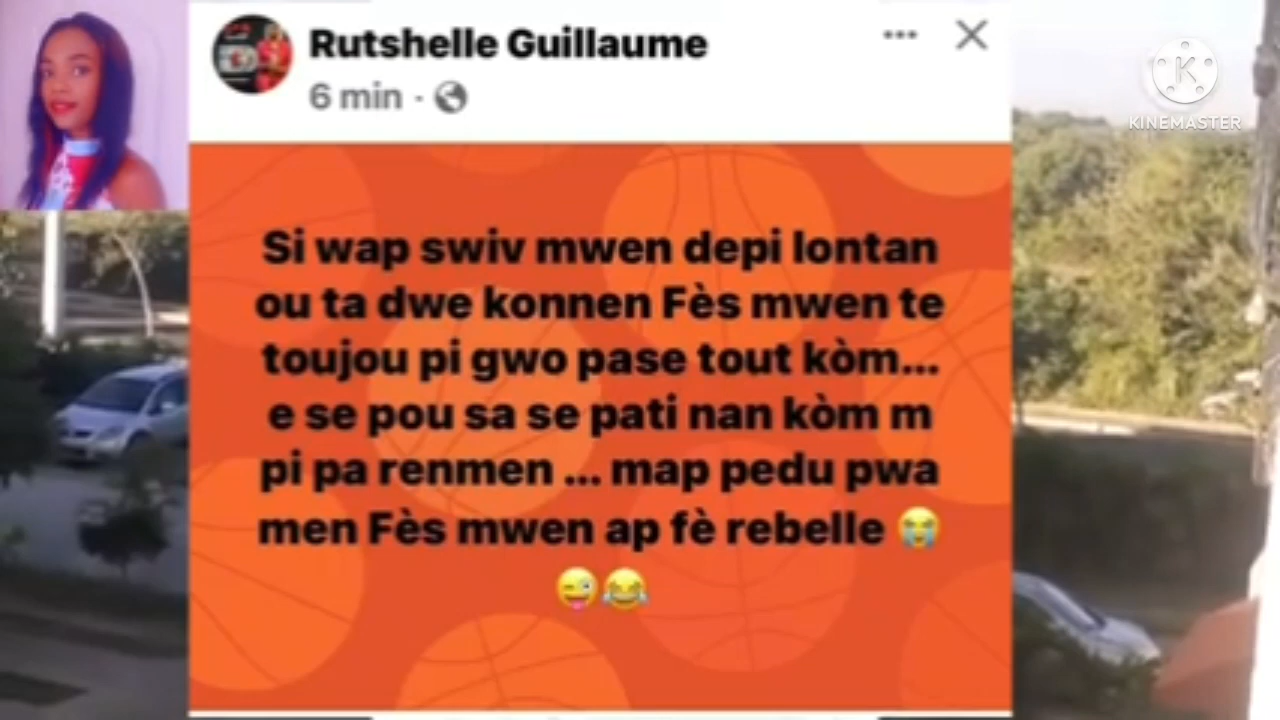 Rutshelle Guillaume
6 min
KINEMASTER
Si wap swiv mwen depi lontan
ou ta dwe konnen Fès mwen te
toujou pi gwo pase tout kòm...
e se pou sa se pati nan kòm m
pi pa renmen ... map pedu pwa
men Fès mwen ap fè rebelle 😭
😜😂